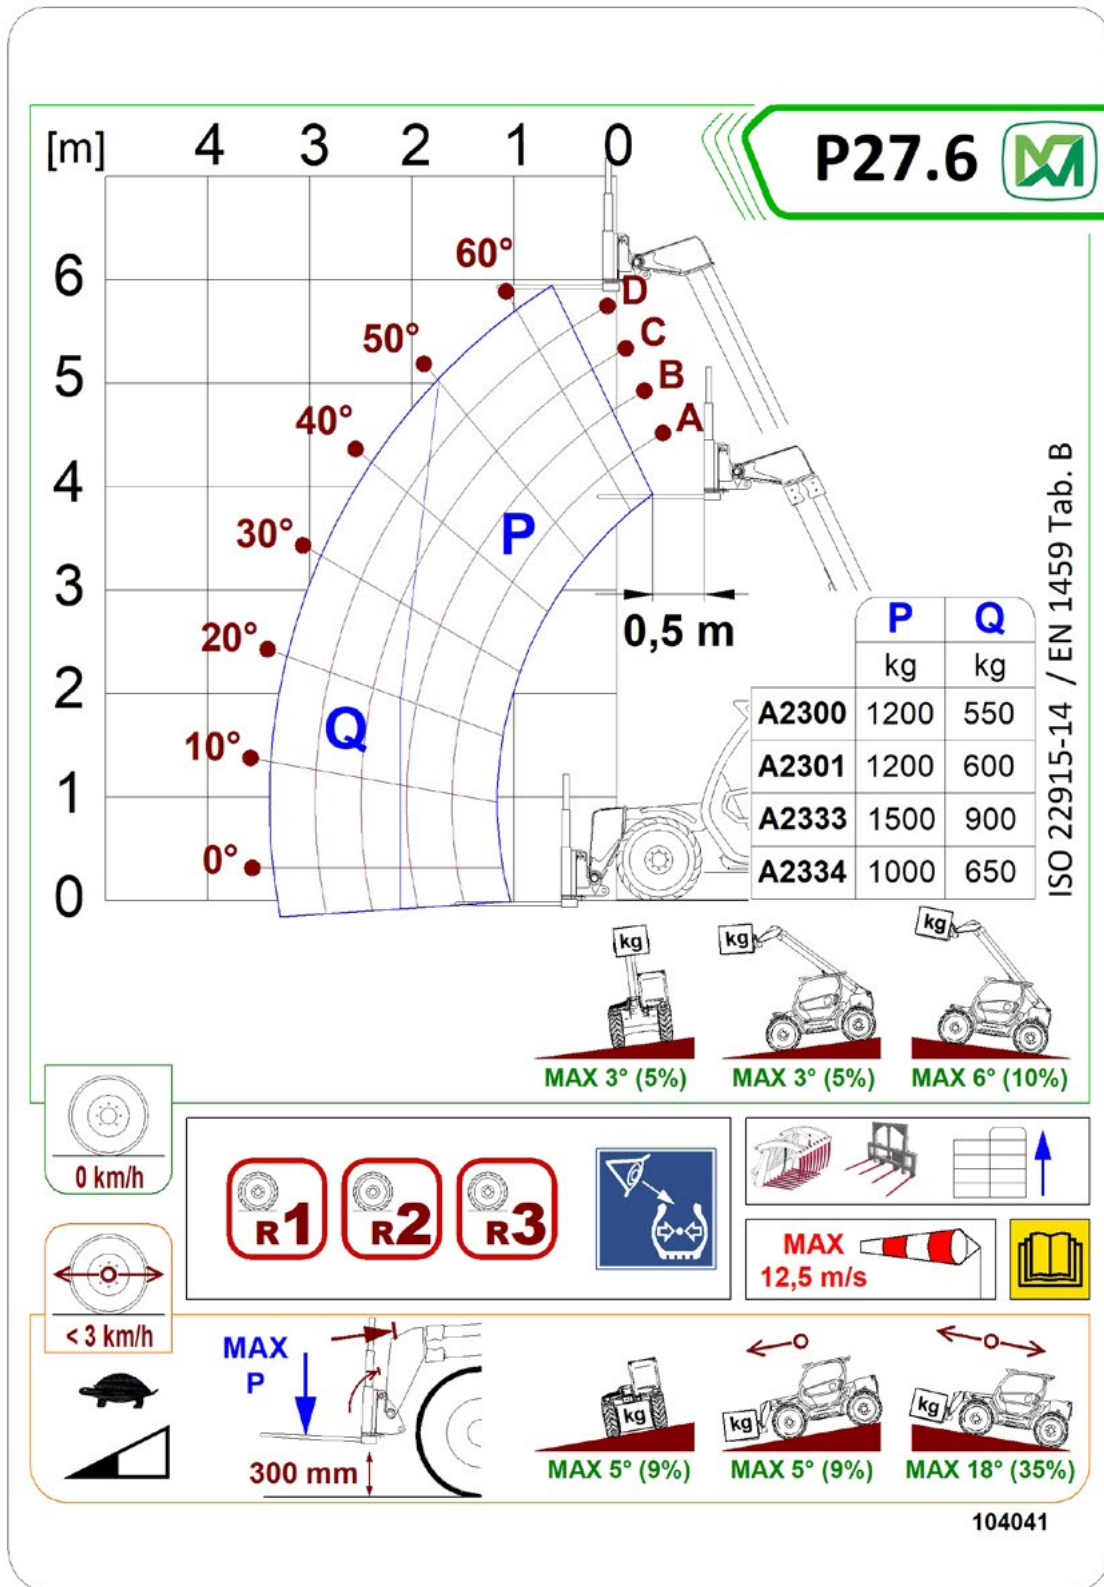 [m] 4 3 2 1 0
P27.6
6
5
4
3
2
1
0
60°
50°
40°
30°
20°
10°
0°
D
C
B
A
P
Q
0,5 m
P Q
kg kg
A2300 1200 550
A2301 1200 600
A2333 1500 900
A2334 1000 650
ISO 22915-14 / EN 1459 Tab. B
kg kg kg
MAX 3° (5%) MAX 3° (5%) MAX 6° (10%)
0 km/h
R1 R2 R3
MAX
12,5 m/s
< 3 km/h
MAX
P
300 mm
kg kg kg
MAX 5° (9%) MAX 5° (9%) MAX 18° (35%)
104041